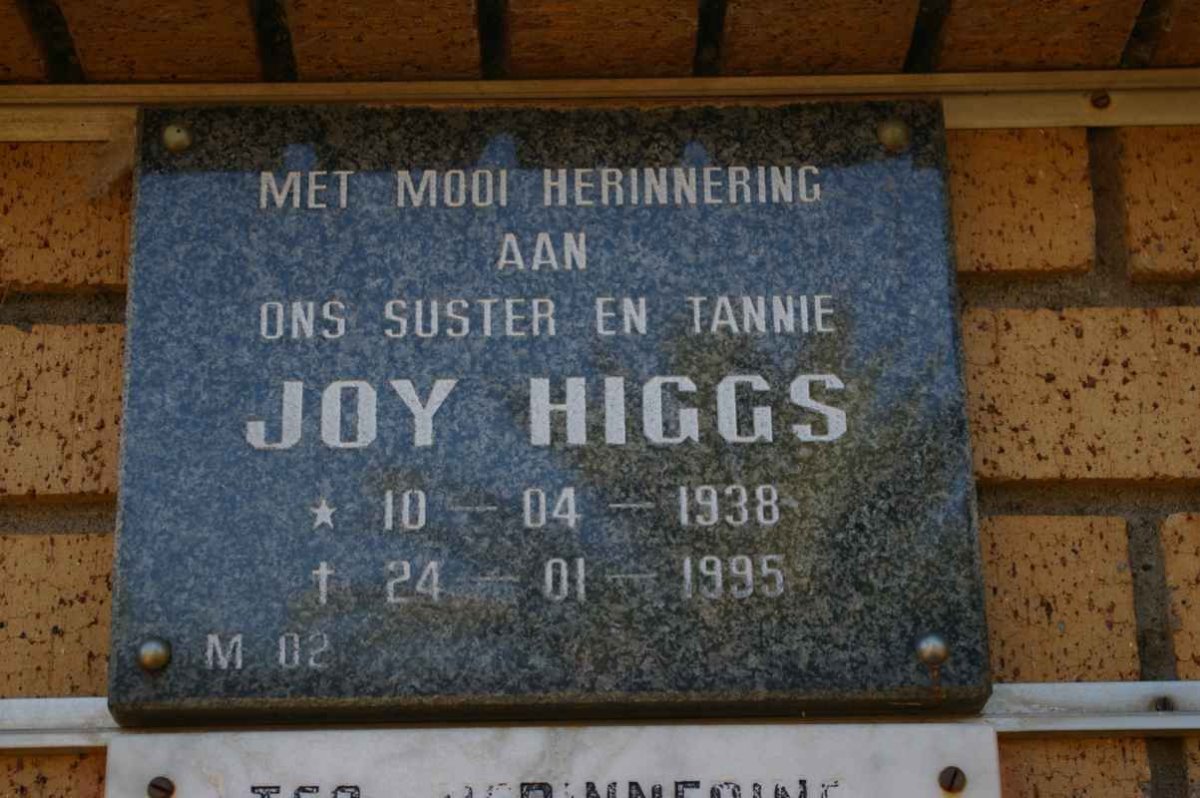 MET MOOI HERINNERING
AAN
ONS SUSTER EN TANNIE
JOY HIGGS
★ 10 — 04 — 1938
† 24 — 01 — 1995
M 02